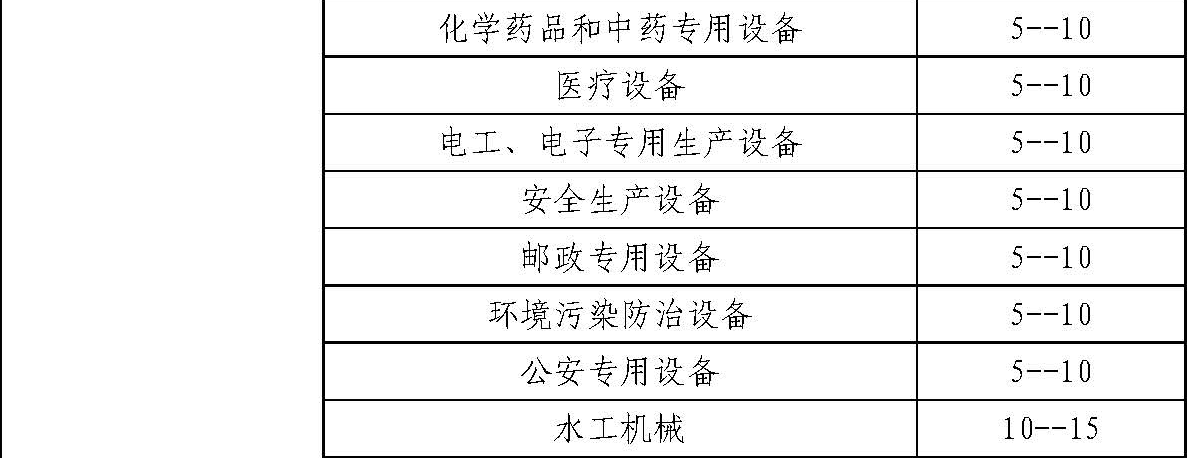 化学药品和中药专用设备 5--10
医疗设备 5--10
电工、电子专用生产设备 5--10
安全生产设备 5--10
邮政专用设备 5--10
环境污染防治设备 5--10
公安专用设备 5--10
水工机械 10--15